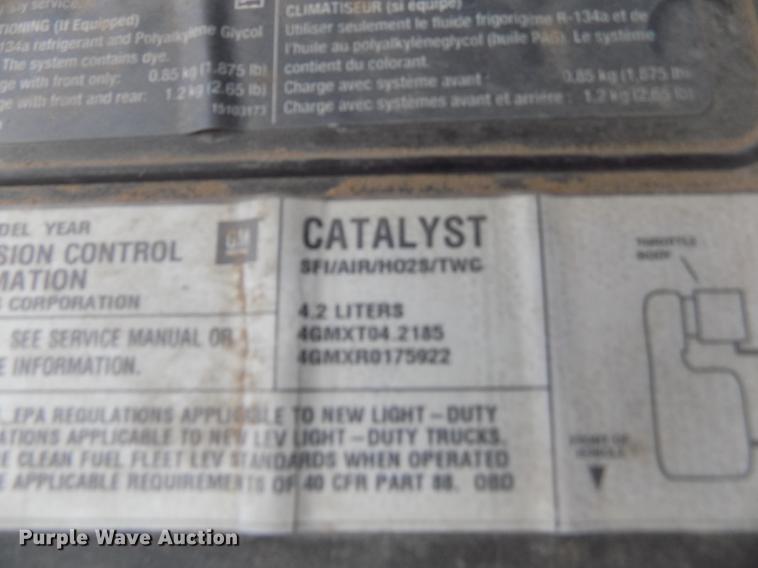 service.
TIONING (If Equipped)
134a refrigerant and Polyalkylene Glycol
The system contains dye.
ge with front only: 0.85 kg (1.875 lb)
ge with front and rear: 1.2 kg (2.65 lb)
15103173
CLIMATISEUR (si équipé)
Utiliser seulement le fluide frigorigène R-134a et de
l'huile au polyalkylèneglycol (huile PAG). Le système
contient du colorant.
Charge avec système avant : 0.85 kg (1.875 lb)
Charge avec systèmes avant et arrière : 1.2 kg (2.65 lb)
DEL YEAR
SION CONTROL
MATION
S CORPORATION
GM
SEE SERVICE MANUAL OR
E INFORMATION.
CATALYST
SFI/AIR/HO2S/TWC
4.2 LITERS
4GMXT04.2185
4GMXR0175922
EPA REGULATIONS APPLICABLE TO NEW LIGHT-DUTY
ATIONS APPLICABLE TO NEW LEV LIGHT-DUTY TRUCKS.
E CLEAN FUEL FLEET LEV STANDARDS WHEN OPERATED
E APPLICABLE REQUIREMENTS OF 40 CFR PART 88. OBD
THROTTLE
BODY
FRONT OF
VEHICLE
Purple Wave Auction